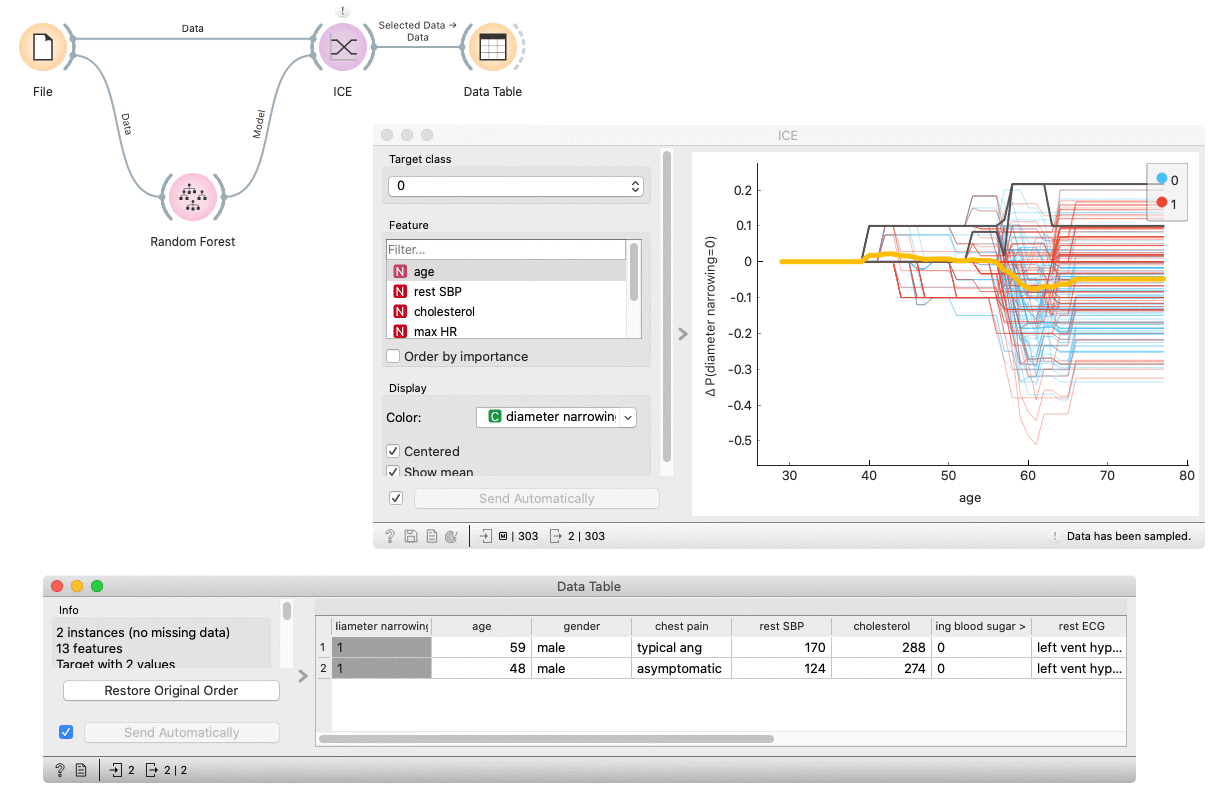 Data
!
Selected Data →
Data
File
ICE
Data Table
Data
Model
Random Forest
ICE
Target class
0
Feature
Filter...
N age
N rest SBP
N cholesterol
N max HR
Order by importance
Display
Color:
C diameter narrowin
Centered
Show mean
Send Automatically
? 303 2 | 303
! Data has been sampled.
Δ P(diameter narrowing=0)
0.2
0.1
0
-0.1
-0.2
-0.3
-0.4
-0.5
30 40 50 60 70 80
age
0
1
Data Table
Info
2 instances (no missing data)
13 features
Target with 2 values
Restore Original Order
Send Automatically
? 2 2 | 2
liameter narrowing age gender chest pain rest SBP cholesterol ing blood sugar > rest ECG
1 1 59 male typical ang 170 288 0 left vent hyp...
2 1 48 male asymptomatic 124 274 0 left vent hyp...